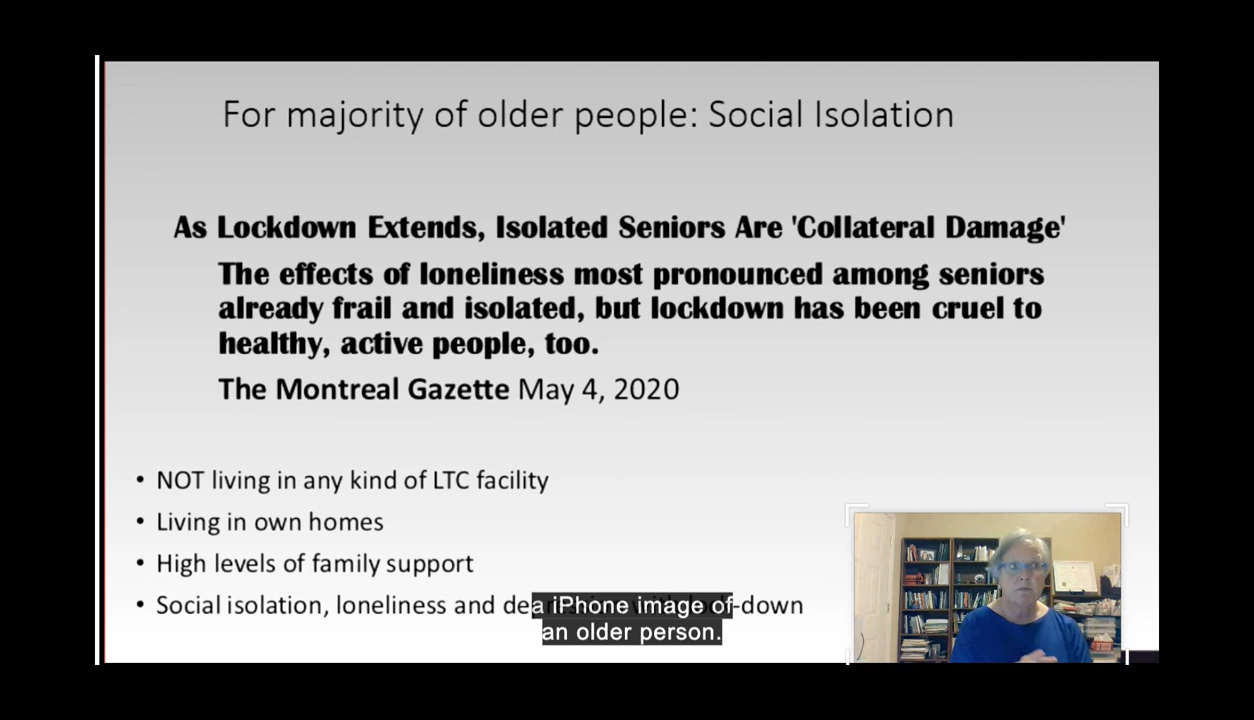 For majority of older people: Social Isolation
As Lockdown Extends, Isolated Seniors Are 'Collateral Damage'
The effects of loneliness most pronounced among seniors
already frail and isolated, but lockdown has been cruel to
healthy, active people, too.
The Montreal Gazette May 4, 2020
• NOT living in any kind of LTC facility
• Living in own homes
• High levels of family support
• Social isolation, loneliness and -down
a iPhone image of
an older person.